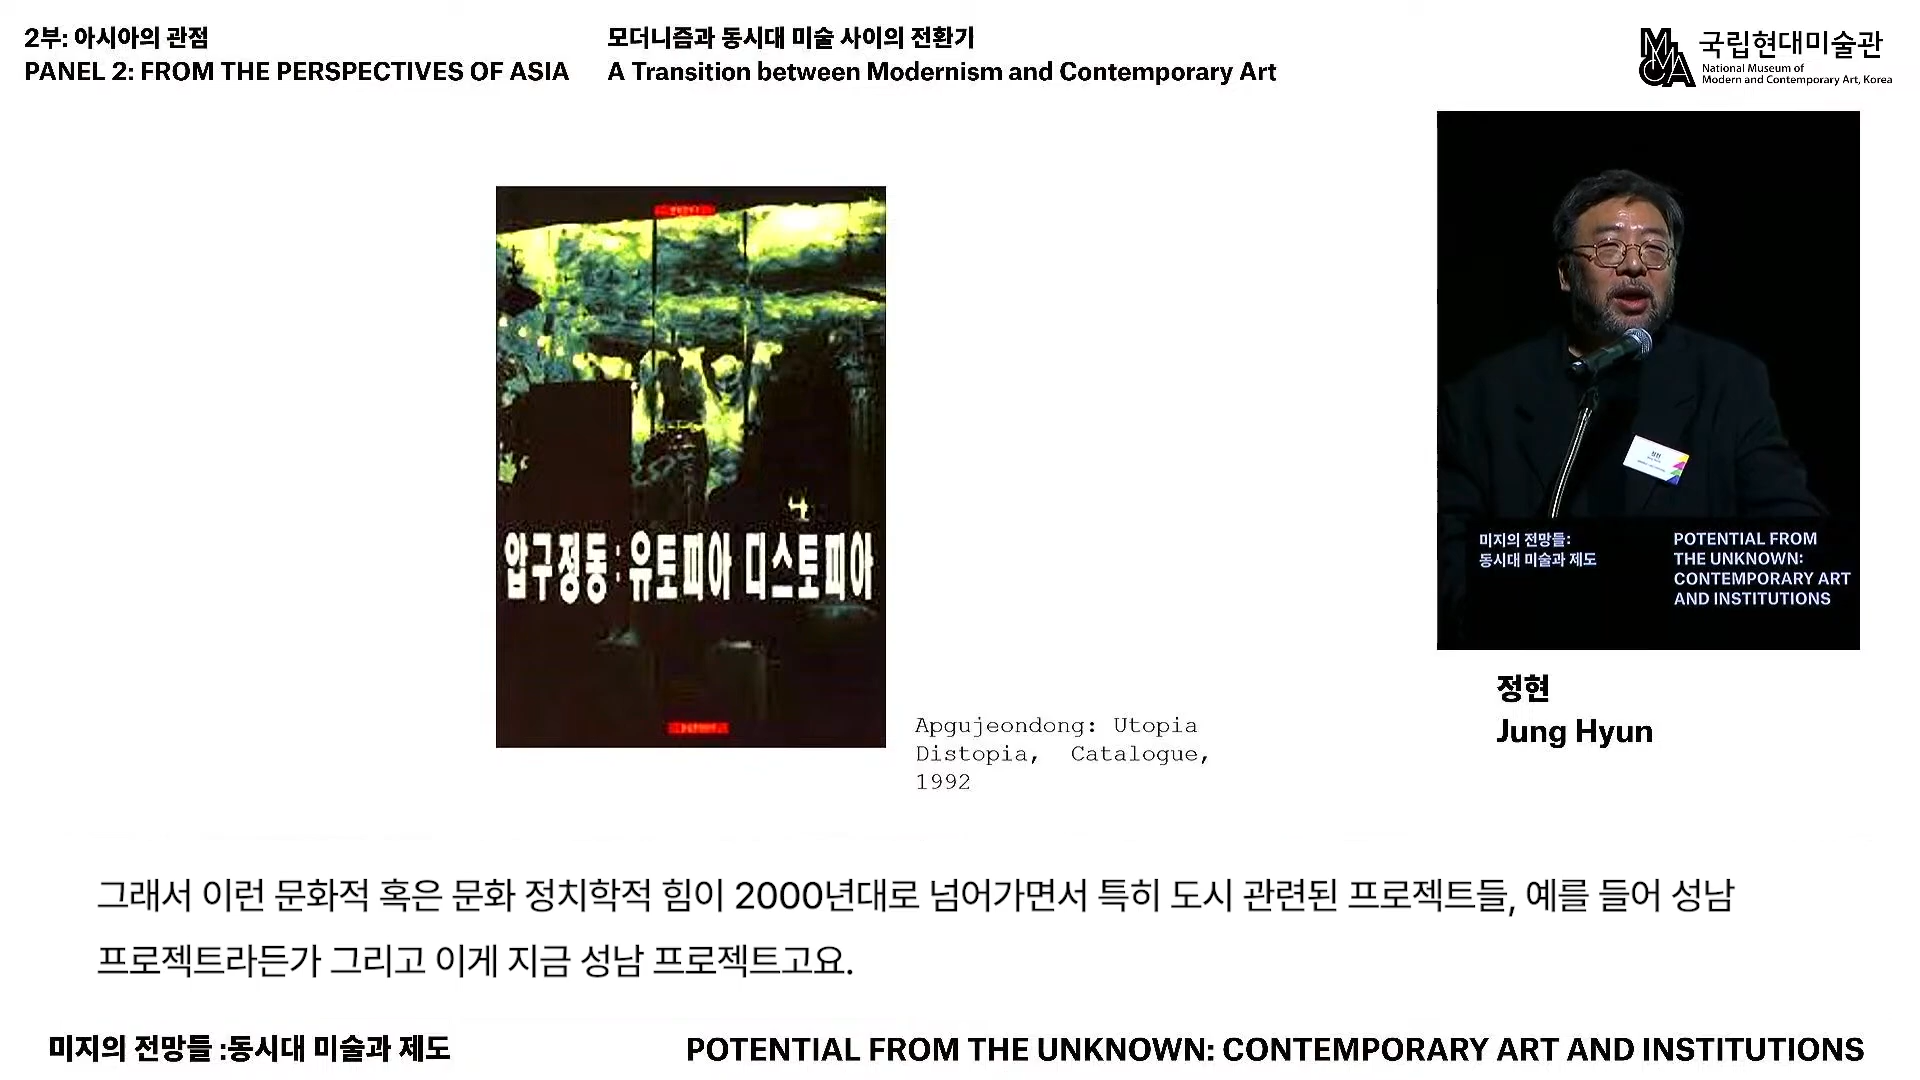 2부: 아시아의 관점
PANEL 2: FROM THE PERSPECTIVES OF ASIA
모더니즘과 동시대 미술 사이의 전환기
A Transition between Modernism and Contemporary Art
MMCA
국립현대미술관
National Museum of
Modern and Contemporary Art, Korea
압구정동: 유토피아 디스토피아
Apgujeondong: Utopia
Distopia, Catalogue,
1992
미지의 전망들:
동시대 미술과 제도
POTENTIAL FROM
THE UNKNOWN:
CONTEMPORARY ART
AND INSTITUTIONS
정현
Jung Hyun
그래서 이런 문화적 혹은 문화 정치학적 힘이 2000년대로 넘어가면서 특히 도시 관련된 프로젝트들, 예를 들어 성남
프로젝트라든가 그리고 이게 지금 성남 프로젝트고요.
미지의 전망들 :동시대 미술과 제도
POTENTIAL FROM THE UNKNOWN: CONTEMPORARY ART AND INSTITUTIONS